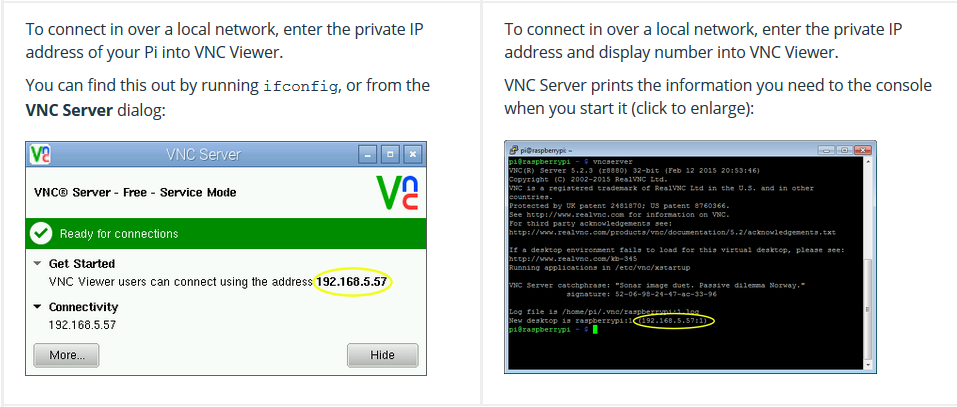 To connect in over a local network, enter the private IP
address of your Pi into VNC Viewer.
You can find this out by running ifconfig, or from the
VNC Server dialog:
VNC Server
VNC® Server - Free - Service Mode
Ready for connections
Get Started
VNC Viewer users can connect using the address 192.168.5.57
Connectivity
192.168.5.57
More...
Hide
To connect in over a local network, enter the private IP
address and display number into VNC Viewer.
VNC Server prints the information you need to the console
when you start it (click to enlarge):
pi@raspberrypi: ~
pi@raspberrypi ~ $ vncserver
VNC(R) Server 5.2.3 (r8880) 32-bit (Feb 12 2015 20:53:46)
Copyright (C) 2002-2015 RealVNC Ltd.
VNC is a registered trademark of RealVNC Ltd in the U.S. and in other
countries.
Protected by UK patent 2481870; US patent 8760366.
See http://www.realvnc.com for information on VNC.
For third party acknowledgements see:
http://www.realvnc.com/products/vnc/documentation/5.2/acknowledgements.txt
If a desktop environment fails to load for this virtual desktop, please see:
http://www.realvnc.com/kb-345
Running applications in /etc/vnc/xstartup
VNC Server catchphrase: "Sonar image duet. Passive dilemma Norway."
signature: 52-06-98-24-47-ac-33-96
Log file is /home/pi/.vnc/raspberrypi:1.log
New desktop is raspberrypi:1 (192.168.5.57:1)
pi@raspberrypi ~ $